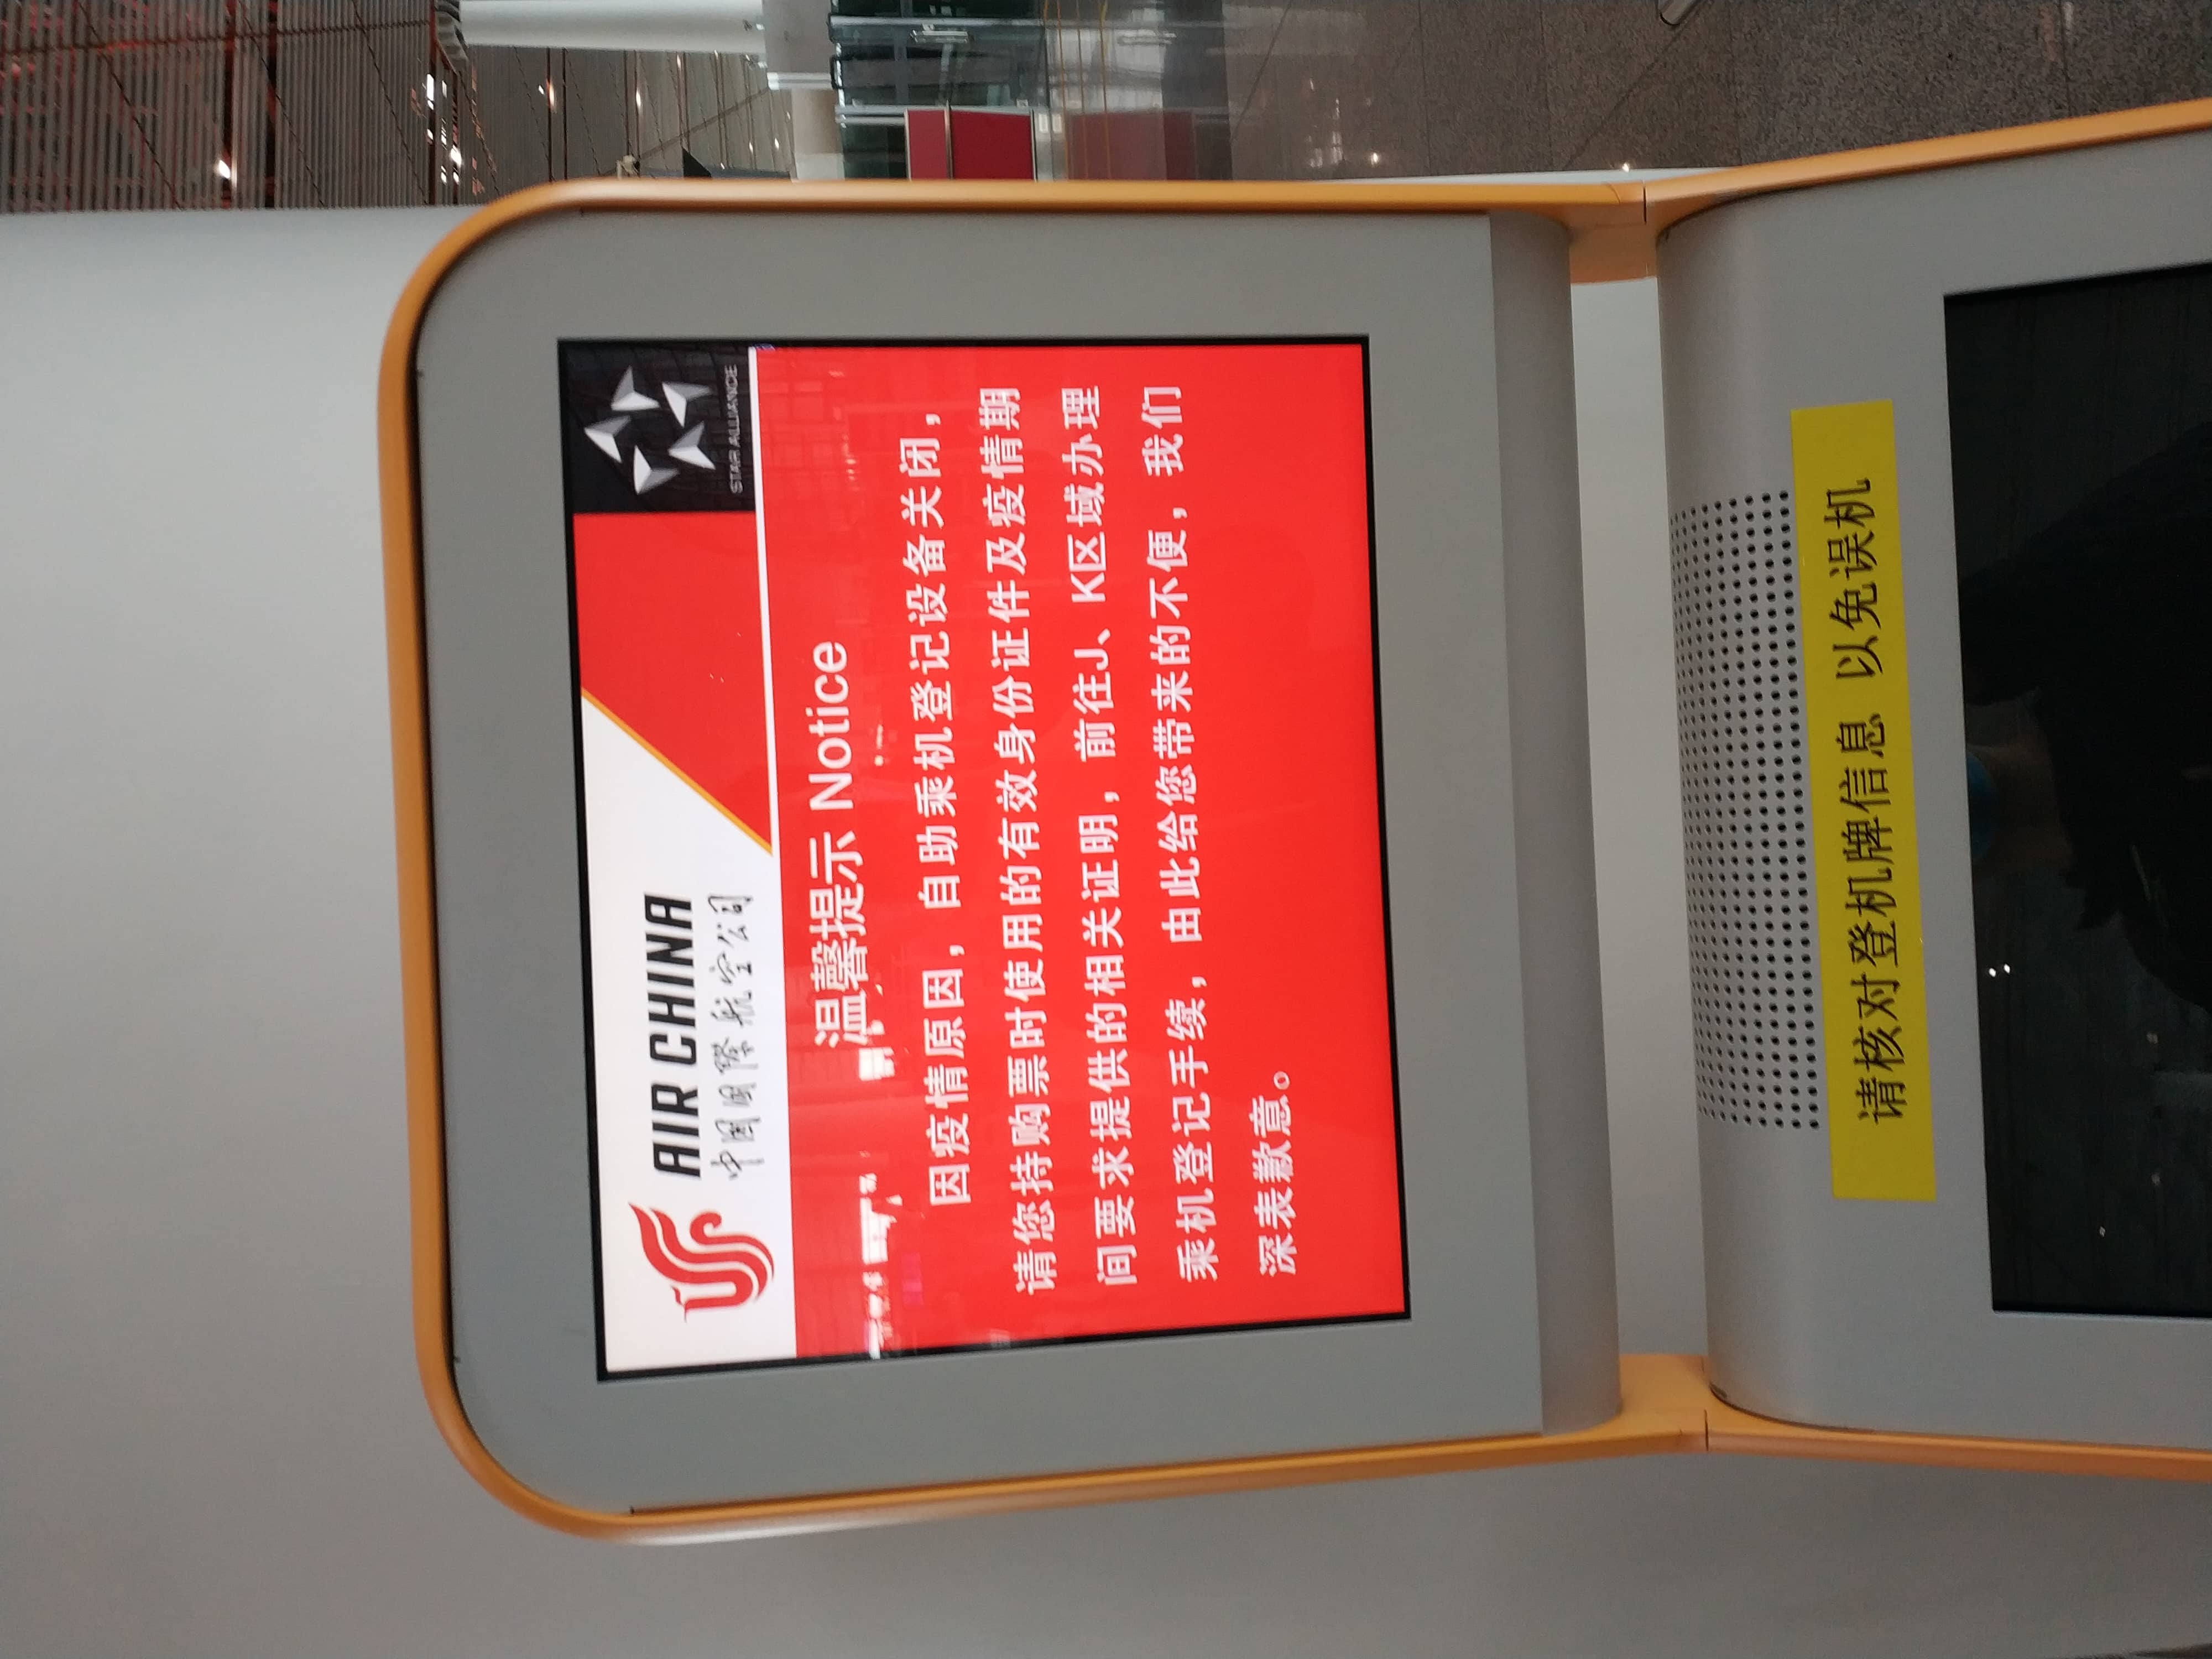 AIR CHINA
中国国際航空公司
STAR ALLIANCE
温馨提示 Notice
因疫情原因，自助乘机登记设备关闭，
请您持购票时使用的有效身份证件及疫情期
间要求提供的相关证明，前往J、K区域办理
乘机登记手续，由此给您带来的不便，我们
深表歉意。
请核对登机牌信息 以免误机